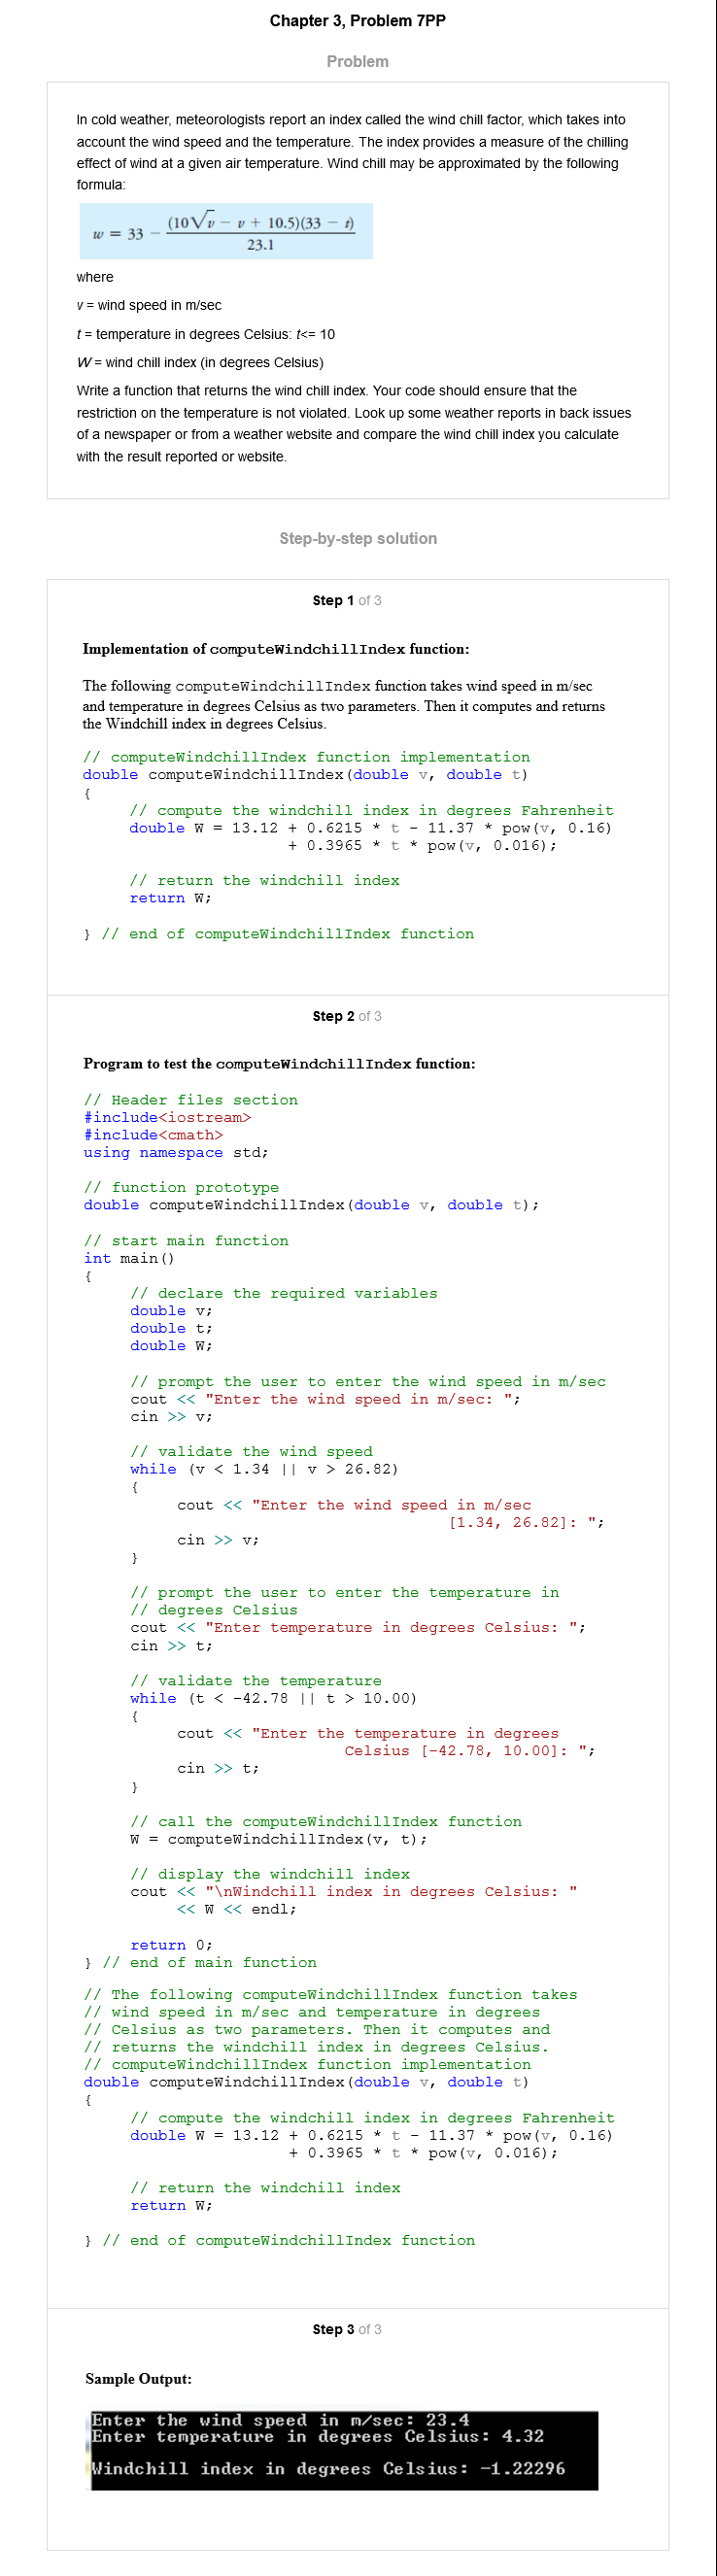 Chapter 3, Problem 7PP
Problem
In cold weather, meteorologists report an index called the wind chill factor, which takes into
account the wind speed and the temperature. The index provides a measure of the chilling
effect of wind at a given air temperature. Wind chill may be approximated by the following
formula:
w = 33 − (10√v − v + 10.5)(33 − t)
23.1
where
v = wind speed in m/sec
t = temperature in degrees Celsius: t<= 10
W = wind chill index (in degrees Celsius)
Write a function that returns the wind chill index. Your code should ensure that the
restriction on the temperature is not violated. Look up some weather reports in back issues
of a newspaper or from a weather website and compare the wind chill index you calculate
with the result reported or website.
Step-by-step solution
Step 1 of 3
Implementation of computeWindchillIndex function:
The following computeWindchillIndex function takes wind speed in m/sec
and temperature in degrees Celsius as two parameters. Then it computes and returns
the Windchill index in degrees Celsius.
// computeWindchillIndex function implementation
double computeWindchillIndex(double v, double t)
{
// compute the windchill index in degrees Fahrenheit
double W = 13.12 + 0.6215 * t - 11.37 * pow(v, 0.16)
+ 0.3965 * t * pow(v, 0.016);
// return the windchill index
return W;
} // end of computeWindchillIndex function
Step 2 of 3
Program to test the computeWindchillIndex function:
// Header files section
#include<iostream>
#include<cmath>
using namespace std;
// function prototype
double computeWindchillIndex(double v, double t);
// start main function
int main()
{
// declare the required variables
double v;
double t;
double W;
// prompt the user to enter the wind speed in m/sec
cout << "Enter the wind speed in m/sec: ";
cin >> v;
// validate the wind speed
while (v < 1.34 || v > 26.82)
{
cout << "Enter the wind speed in m/sec
[1.34, 26.82]: ";
cin >> v;
}
// prompt the user to enter the temperature in
// degrees Celsius
cout << "Enter temperature in degrees Celsius: ";
cin >> t;
// validate the temperature
while (t < -42.78 || t > 10.00)
{
cout << "Enter the temperature in degrees
Celsius [-42.78, 10.00]: ";
cin >> t;
}
// call the computeWindchillIndex function
W = computeWindchillIndex(v, t);
// display the windchill index
cout << "\nWindchill index in degrees Celsius: "
<< W << endl;
return 0;
} // end of main function
// The following computeWindchillIndex function takes
// wind speed in m/sec and temperature in degrees
// Celsius as two parameters. Then it computes and
// returns the windchill index in degrees Celsius.
// computeWindchillIndex function implementation
double computeWindchillIndex(double v, double t)
{
// compute the windchill index in degrees Fahrenheit
double W = 13.12 + 0.6215 * t - 11.37 * pow(v, 0.16)
+ 0.3965 * t * pow(v, 0.016);
// return the windchill index
return W;
} // end of computeWindchillIndex function
Step 3 of 3
Sample Output:
Enter the wind speed in m/sec: 23.4
Enter temperature in degrees Celsius: 4.32
Windchill index in degrees Celsius: -1.22296